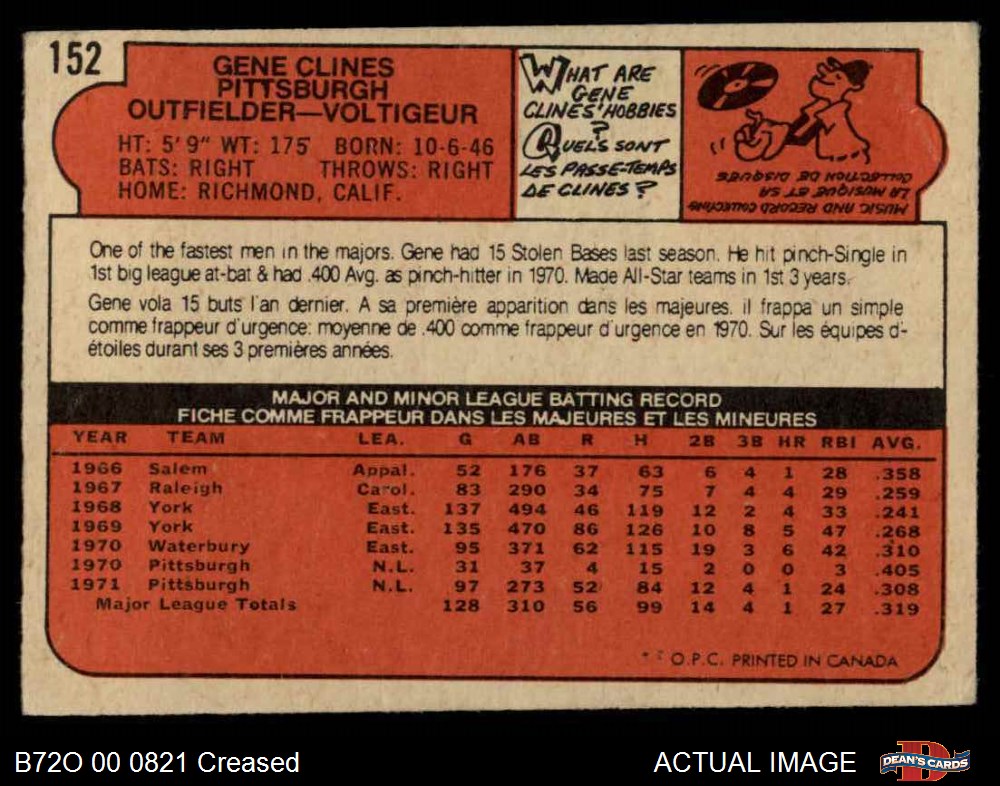 152
GENE CLINES
PITTSBURGH
OUTFIELDER—VOLTIGEUR
HT: 5'9" WT: 175 BORN: 10-6-46
BATS: RIGHT THROWS: RIGHT
HOME: RICHMOND, CALIF.
WHAT ARE
GENE
CLINES' HOBBIES
?
QUELS SONT
LES PASSE-TEMPS
DE CLINES?
MUSIC AND RECORD COLLECTING
LA MUSIQUE ET SA
COLLECTION DE DISQUES
One of the fastest men in the majors. Gene had 15 Stolen Bases last season. He hit pinch-Single in
1st big league at-bat & had .400 Avg. as pinch-hitter in 1970. Made All-Star teams in 1st 3 years.
Gene vola 15 buts l'an dernier. A sa première apparition dans les majeures. il frappa un simple
comme frappeur d'urgence: moyenne de .400 comme frappeur d'urgence en 1970. Sur les équipes d'-
étoiles durant ses 3 premières années.
MAJOR AND MINOR LEAGUE BATTING RECORD
FICHE COMME FRAPPEUR DANS LES MAJEURES ET LES MINEURES
YEAR TEAM LEA. G AB R H 2B 3B HR RBI AVG.
1966 Salem Appal. 52 176 37 63 6 4 1 28 .358
1967 Raleigh Carol. 83 290 34 75 7 4 4 29 .259
1968 York East. 137 494 46 119 12 2 4 33 .241
1969 York East. 135 470 86 126 10 8 5 47 .268
1970 Waterbury East. 95 371 62 115 19 3 6 42 .310
1970 Pittsburgh N.L. 31 37 4 15 2 0 0 3 .405
1971 Pittsburgh N.L. 97 273 52 84 12 4 1 24 .308
Major League Totals 128 310 56 99 14 4 1 27 .319
* * O.P.C. PRINTED IN CANADA
B72O 00 0821 Creased
ACTUAL IMAGE
D
DEAN'S CARDS